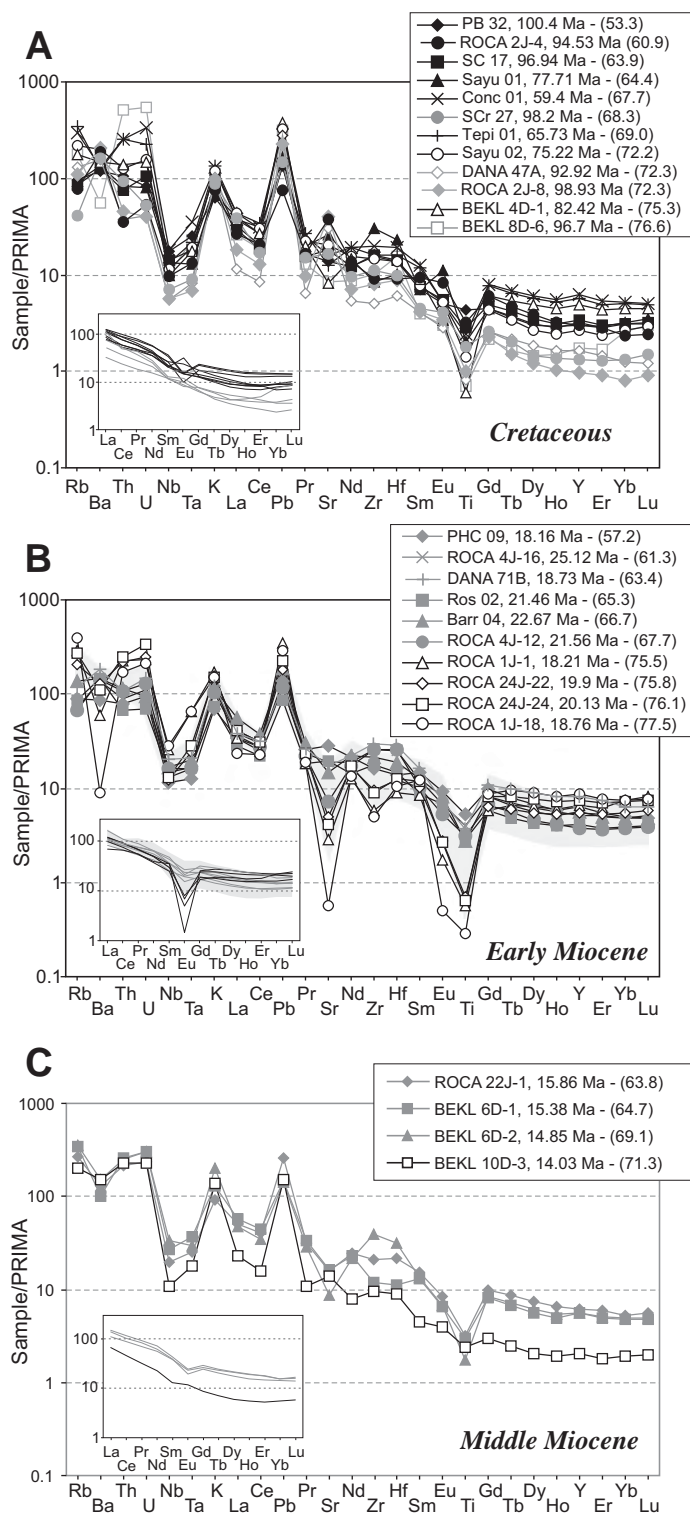 A
PB 32, 100.4 Ma - (53.3)
ROCA 2J-4, 94.53 Ma - (60.9)
SC 17, 96.94 Ma - (63.9)
Sayu 01, 77.71 Ma - (64.4)
Conc 01, 59.4 Ma - (67.7)
SCr 27, 98.2 Ma - (68.3)
Tepi 01, 65.73 Ma - (69.0)
Sayu 02, 75.22 Ma - (72.2)
DANA 47A, 92.92 Ma - (72.3)
ROCA 2J-8, 98.93 Ma - (72.3)
BEKL 4D-1, 82.42 Ma - (75.3)
BEKL 8D-6, 96.7 Ma - (76.6)
1000
100
10
1
0.1
Sample/PRIMA
100
10
1
La Pr Sm Gd Dy Er Lu
Ce Nd Eu Tb Ho Yb
Cretaceous
Rb Th Nb K Ce Pr Nd Hf Eu Gd Dy Y Yb
Ba U Ta La Pb Sr Zr Sm Ti Tb Ho Er Lu
B
PHC 09, 18.16 Ma - (57.2)
ROCA 4J-16, 25.12 Ma - (61.3)
DANA 71B, 18.73 Ma - (63.4)
Ros 02, 21.46 Ma - (65.3)
Barr 04, 22.67 Ma - (66.7)
ROCA 4J-12, 21.56 Ma - (67.7)
ROCA 1J-1, 18.21 Ma - (75.5)
ROCA 24J-22, 19.9 Ma - (75.8)
ROCA 24J-24, 20.13 Ma - (76.1)
ROCA 1J-18, 18.76 Ma - (77.5)
1000
100
10
1
0.1
Sample/PRIMA
100
10
1
La Pr Sm Gd Dy Er Lu
Ce Nd Eu Tb Ho Yb
Early Miocene
Rb Th Nb K Ce Pr Nd Hf Eu Gd Dy Y Yb
Ba U Ta La Pb Sr Zr Sm Ti Tb Ho Er Lu
C
ROCA 22J-1, 15.86 Ma - (63.8)
BEKL 6D-1, 15.38 Ma - (64.7)
BEKL 6D-2, 14.85 Ma - (69.1)
BEKL 10D-3, 14.03 Ma - (71.3)
1000
100
10
1
0.1
Sample/PRIMA
100
10
1
La Pr Sm Gd Dy Er Lu
Ce Nd Eu Tb Ho Yb
Middle Miocene
Rb Th Nb K Ce Pr Nd Hf Eu Gd Dy Y Yb
Ba U Ta La Pb Sr Zr Sm Ti Tb Ho Er Lu